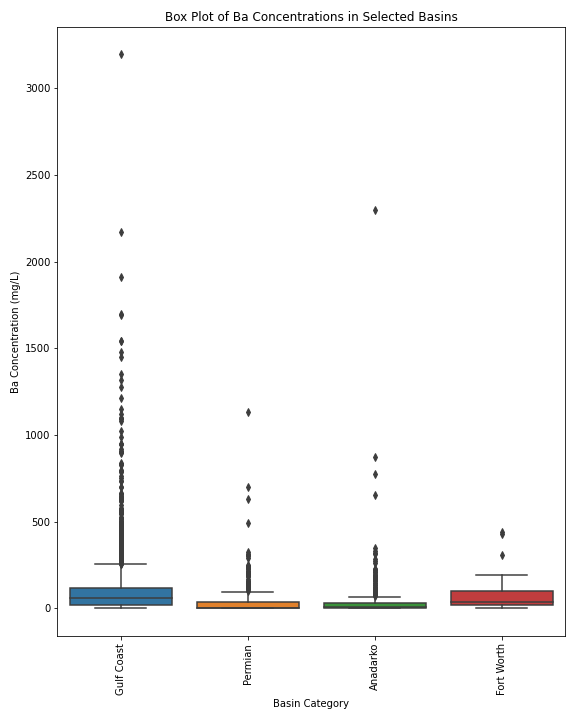 Box Plot of Ba Concentrations in Selected Basins
3000
2500
2000
1500
1000
500
0
Ba Concentration (mg/L)
Gulf Coast
Permian
Anadarko
Fort Worth
Basin Category